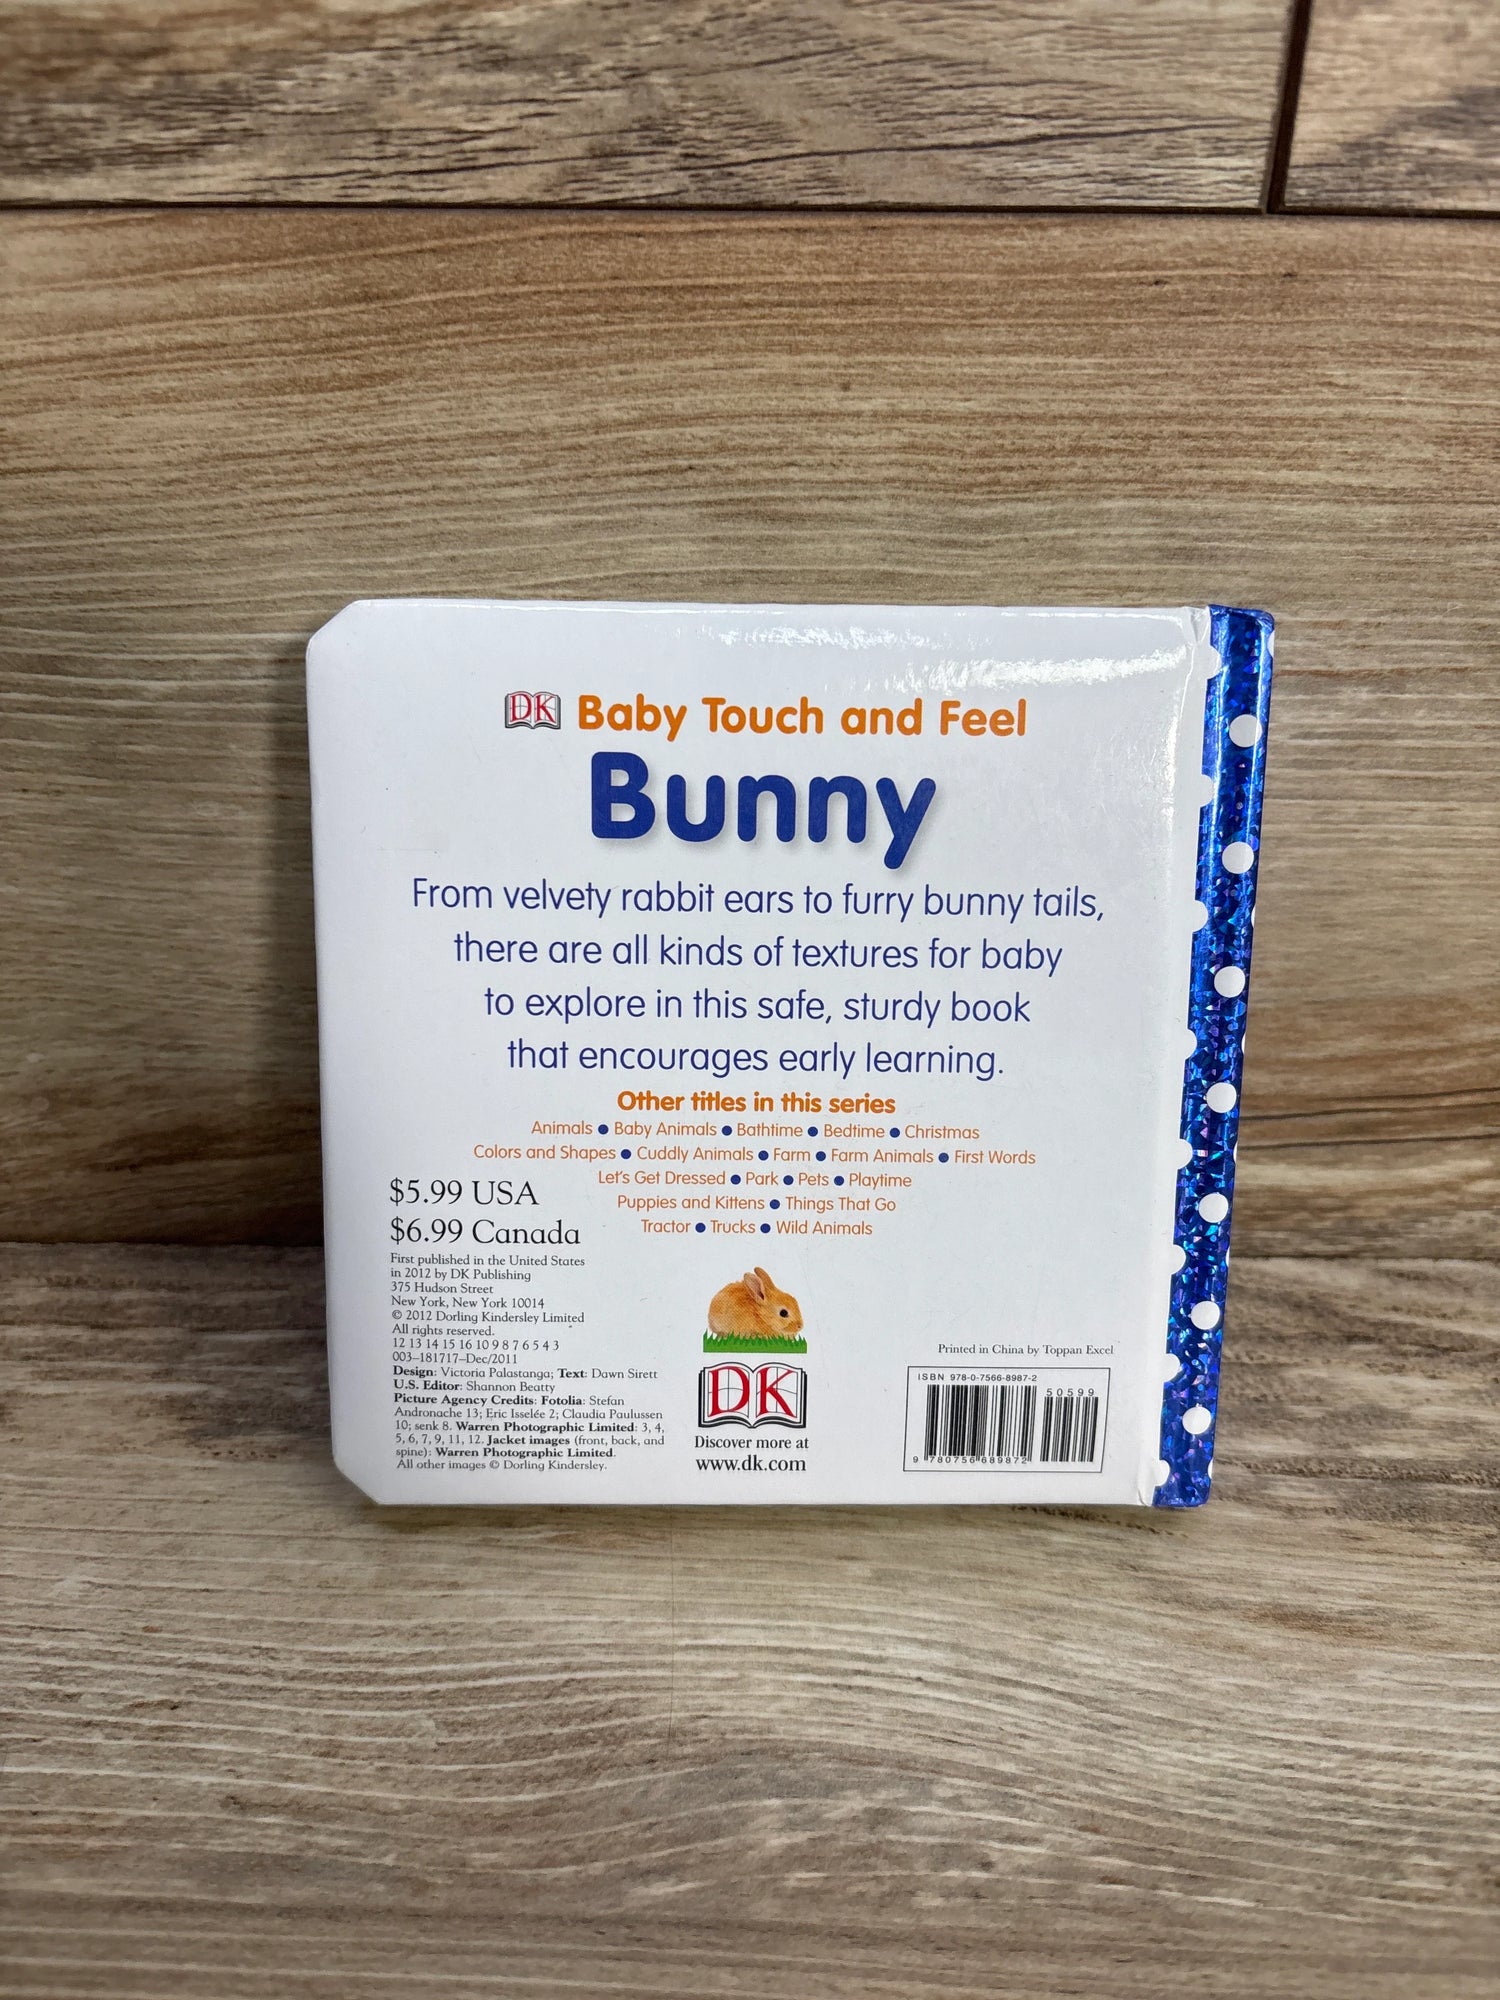 DK Baby Touch and Feel
Bunny
From velvety rabbit ears to furry bunny tails,
there are all kinds of textures for baby
to explore in this safe, sturdy book
that encourages early learning.
Other titles in this series
Animals ● Baby Animals ● Bathtime ● Bedtime ● Christmas
Colors and Shapes ● Cuddly Animals ● Farm ● Farm Animals ● First Words
Let's Get Dressed ● Park ● Pets ● Playtime
Puppies and Kittens ● Things That Go
Tractor ● Trucks ● Wild Animals
$5.99 USA
$6.99 Canada
First published in the United States
in 2012 by DK Publishing
375 Hudson Street
New York, New York 10014
© 2012 Dorling Kindersley Limited
All rights reserved.
12 13 14 15 16 10 9 8 7 6 5 4 3
003–181717–Dec/2011
Design: Victoria Palastanga; Text: Dawn Sirett
U.S. Editor: Shannon Beatty
Picture Agency Credits: Fotolia: Stefan
Andronache 13; Eric Isselée 2; Claudia Paulussen
10; senk 8. Warren Photographic Limited: 3, 4,
5, 6, 7, 9, 11, 12. Jacket images (front, back, and
spine): Warren Photographic Limited.
All other images © Dorling Kindersley.
DK
Discover more at
www.dk.com
Printed in China by Toppan Excel
ISBN 978-0-7566-8987-2
50599
9 780756 689872